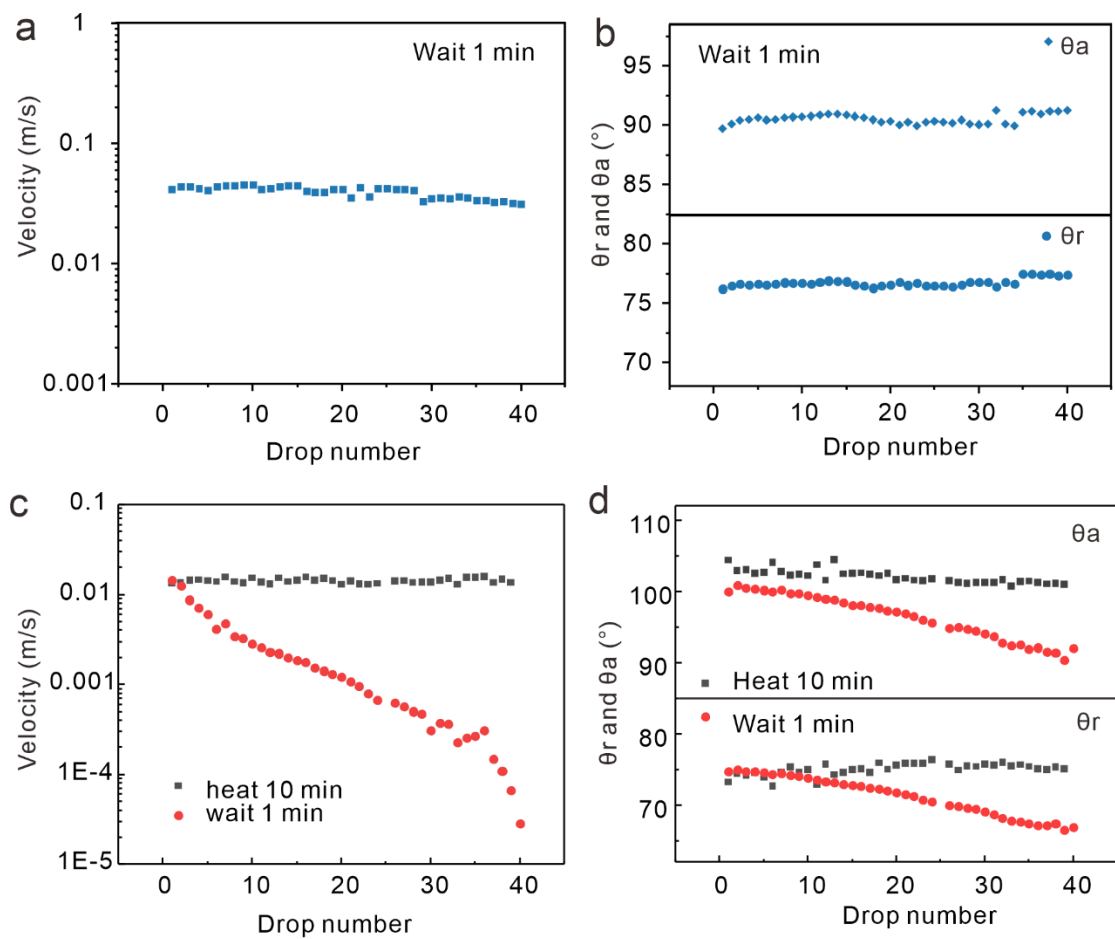 a
1
0.1
0.01
0.001
Velocity (m/s)
Wait 1 min
0
10
20
30
40
Drop number
b
95
90
85
80
75
70
θr and θa (°)
Wait 1 min
θa
θr
0
10
20
30
40
Drop number
c
0.1
0.01
0.001
1E-4
1E-5
Velocity (m/s)
heat 10 min
wait 1 min
0
10
20
30
40
Drop number
d
110
100
90
80
70
θr and θa (°)
θa
Heat 10 min
Wait 1 min
θr
0
10
20
30
40
Drop number